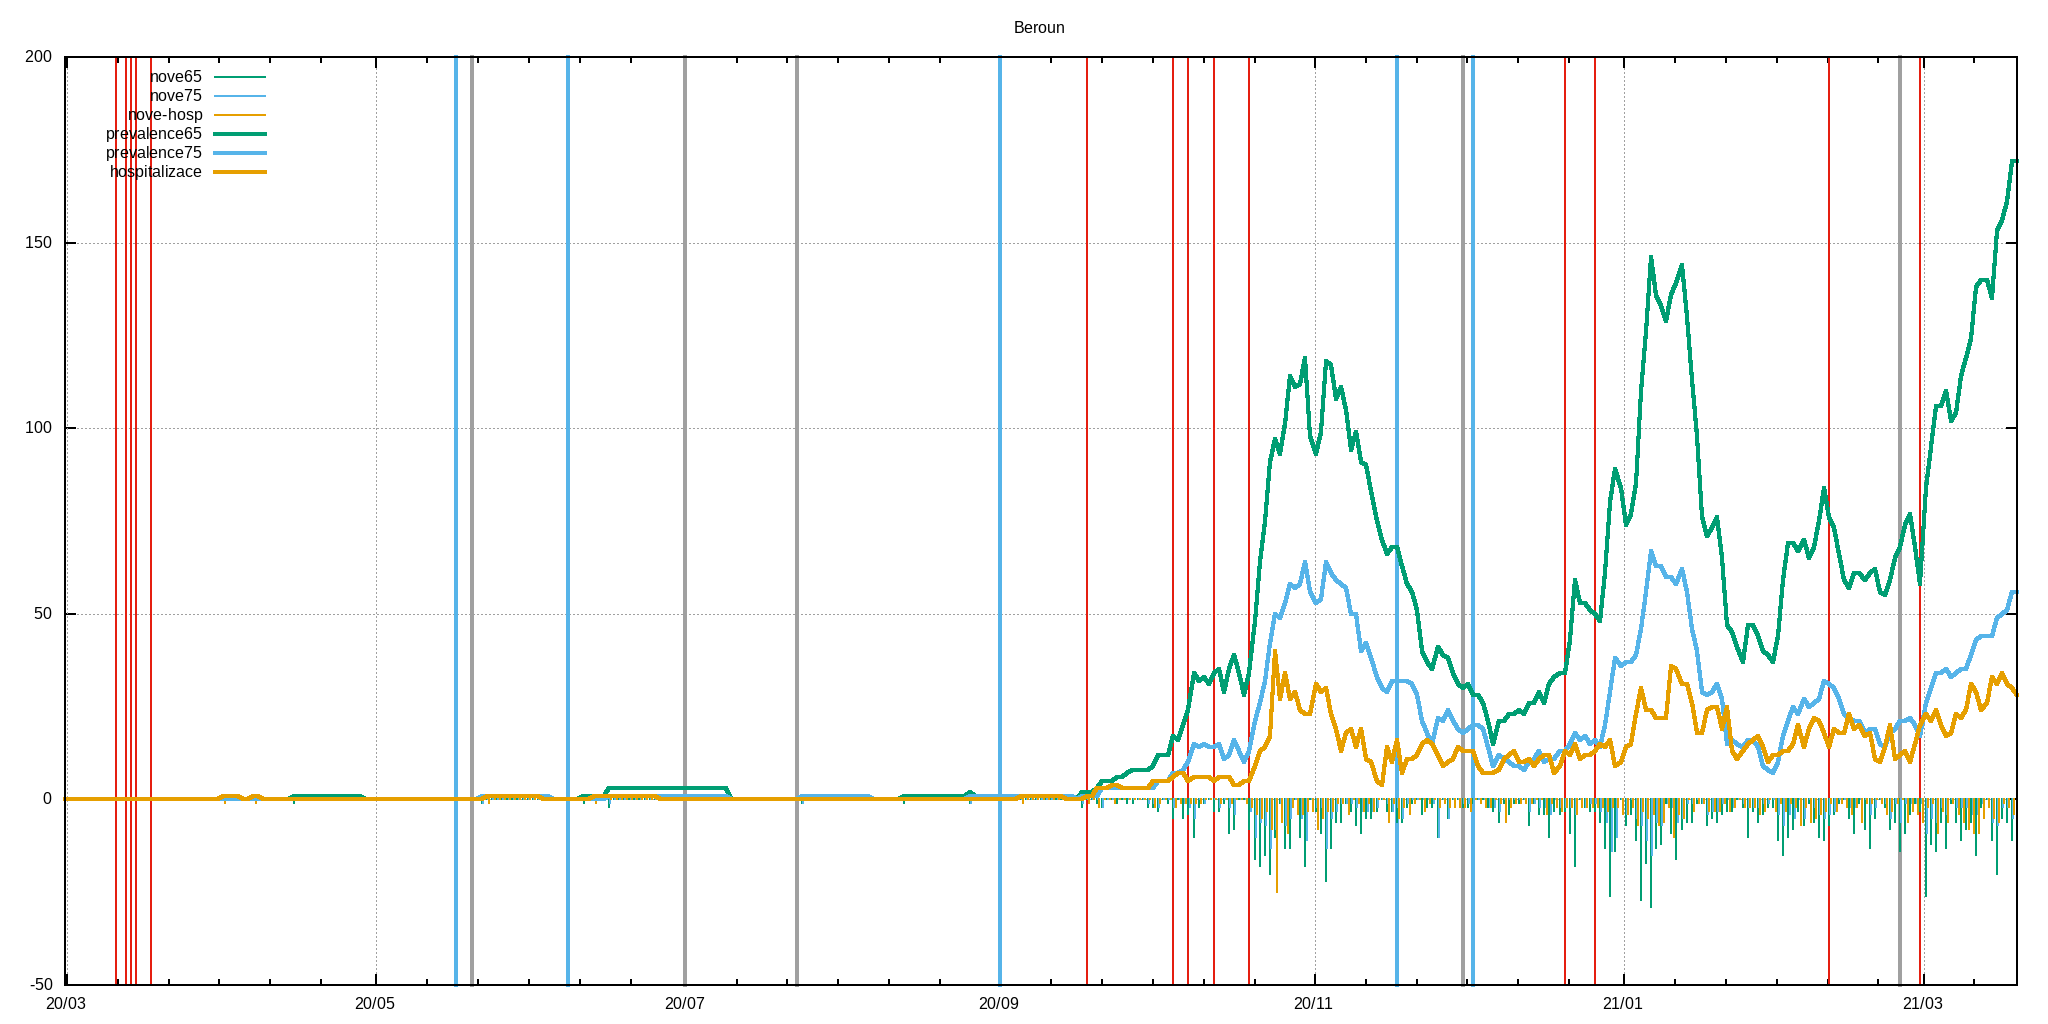 Beroun
200
nove65
nove75
nove-hosp
prevalence65
prevalence75
hospitalizace
150
100
50
0
-50
20/03 20/05 20/07 20/09 20/11 21/01 21/03